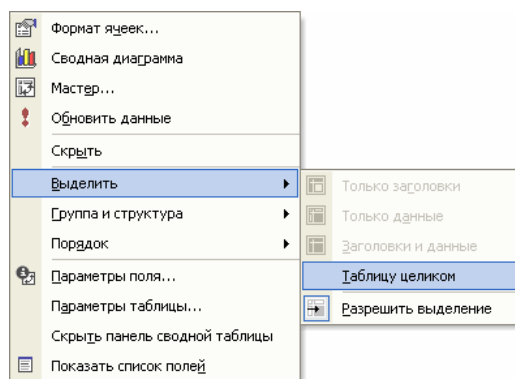 Формат ячеек...
Сводная диаграмма
Мастер...
Обновить данные
Скрыть
Выделить
Группа и структура
Порядок
Параметры поля...
Параметры таблицы...
Скрыть панель сводной таблицы
Показать список полей
Только заголовки
Только данные
Заголовки и данные
Таблицу целиком
Разрешить выделение